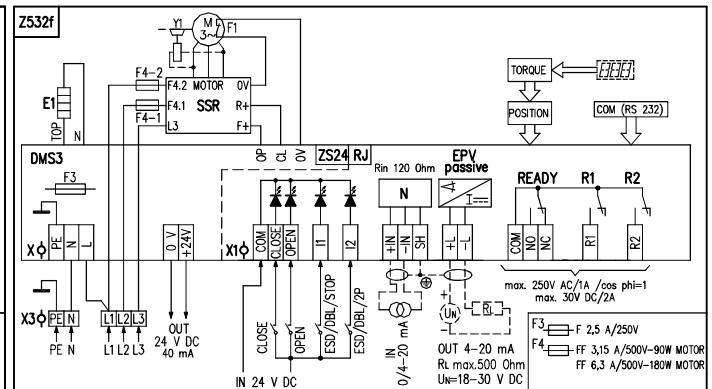 Z532f
Y1
M
3~
F1
F4-2
F4.2 MOTOR 0V
F4.1 SSR R+
L3 F+
F4-1
E1
TOP
N
TORQUE
POSITION
COM (RS 232)
DMS3
F3
OP
CL
0V
ZS24 RJ
Rin 120 Ohm
N
EPV
passive
READY R1 R2
X
PE
N
L
0 V
+24V
X1
COM
CLOSE
OPEN
I1
I2
+IN
-IN
SH
+L
-L
COM
NO
NC
R1
R2
max. 250V AC/1A /cos phi=1
max. 30V DC/2A
X3 PE N L1 L2 L3
PE N L1 L2 L3
OUT
24 V DC
40 mA
CLOSE
OPEN
ESD/DBL/STOP
ESD/DBL/2P
IN 24 V DC
IN
0/4-20 mA
+
UN
-
RL
OUT 4-20 mA
RL max.500 Ohm
UN=18-30 V DC
F3 F 2,5 A/250V
F4 FF 3,15 A/500V-90W MOTOR
FF 6,3 A/500V-180W MOTOR